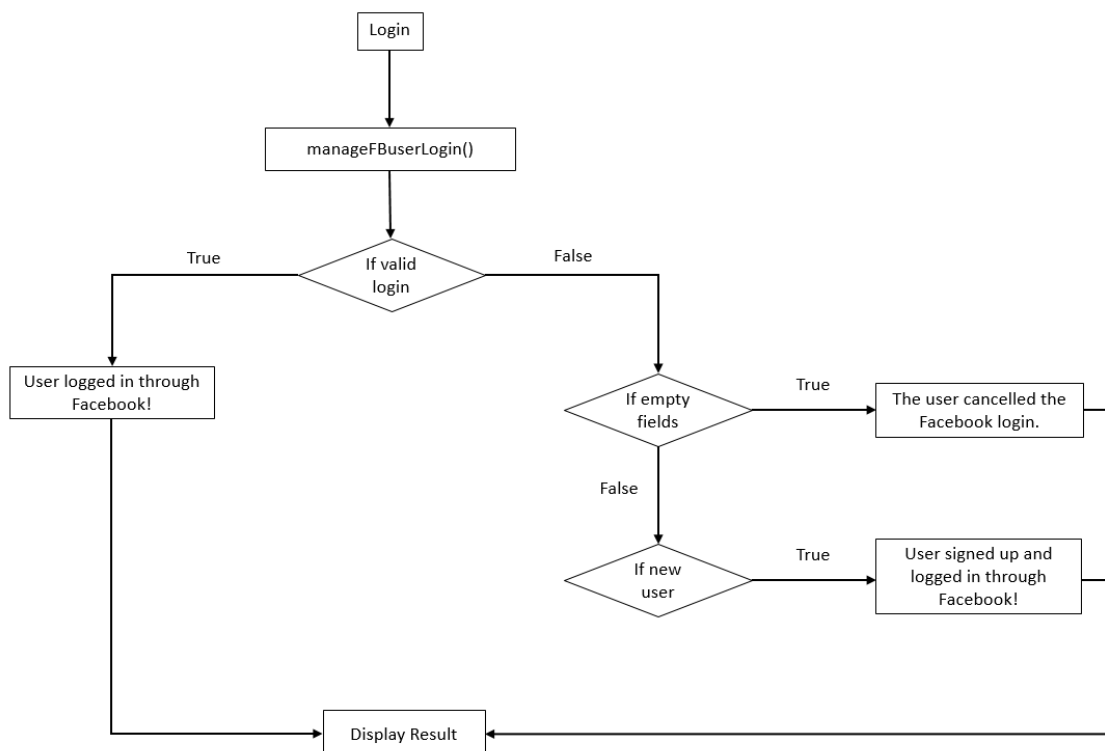 Login
manageFBuserLogin()
True
If valid
login
False
User logged in through
Facebook!
If empty
fields
True
The user cancelled the
Facebook login.
False
If new
user
True
User signed up and
logged in through
Facebook!
Display Result